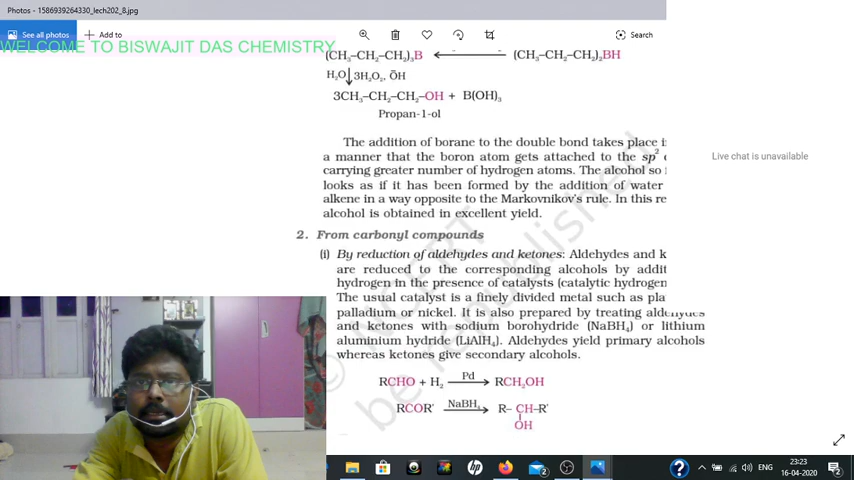 Photos - 1586939264330_lech202_8.jpg
See all photos
Add to
Search
WELCOME TO BISWAJIT DAS CHEMISTRY
(CH₃–CH₂–CH₂)₃B ← (CH₃–CH₂–CH₂)₂BH
H₂O ↓ 3H₂O₂, ŌH
3CH₃–CH₂–CH₂–OH + B(OH)₃
Propan-1-ol
The addition of borane to the double bond takes place i
a manner that the boron atom gets attached to the sp²
carrying greater number of hydrogen atoms. The alcohol so
looks as if it has been formed by the addition of water
alkene in a way opposite to the Markovnikov's rule. In this re
alcohol is obtained in excellent yield.
2. From carbonyl compounds
(i) By reduction of aldehydes and ketones: Aldehydes and k
are reduced to the corresponding alcohols by addit
hydrogen in the presence of catalysts (catalytic hydrogen
The usual catalyst is a finely divided metal such as pla
palladium or nickel. It is also prepared by treating aldehydes
and ketones with sodium borohydride (NaBH₄) or lithium
aluminium hydride (LiAlH₄). Aldehydes yield primary alcohols
whereas ketones give secondary alcohols.
RCHO + H₂ Pd → RCH₂OH
RCOR' NaBH₄ → R–CH–R'
OH
© NCERT
be republished
Live chat is unavailable
hp
2
ENG
23:23
16-04-2020
2